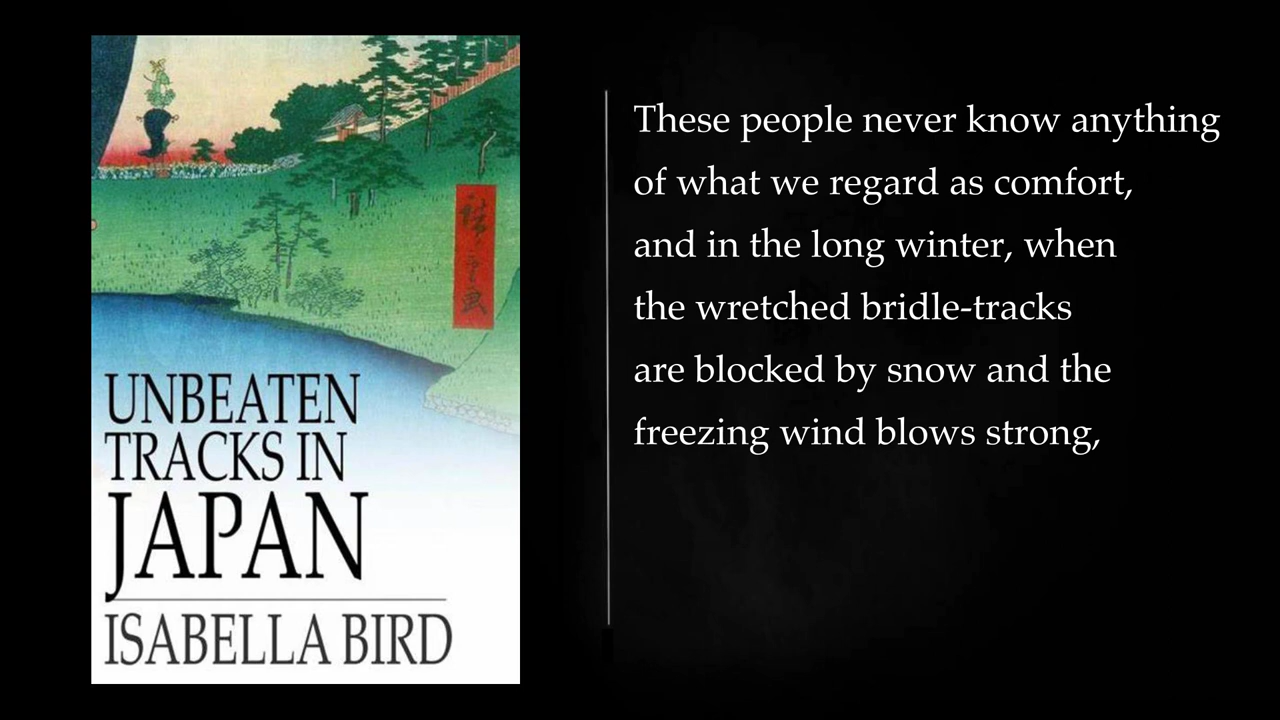 UNBEATEN
TRACKS IN
JAPAN
ISABELLA BIRD
These people never know anything
of what we regard as comfort,
and in the long winter, when
the wretched bridle-tracks
are blocked by snow and the
freezing wind blows strong,